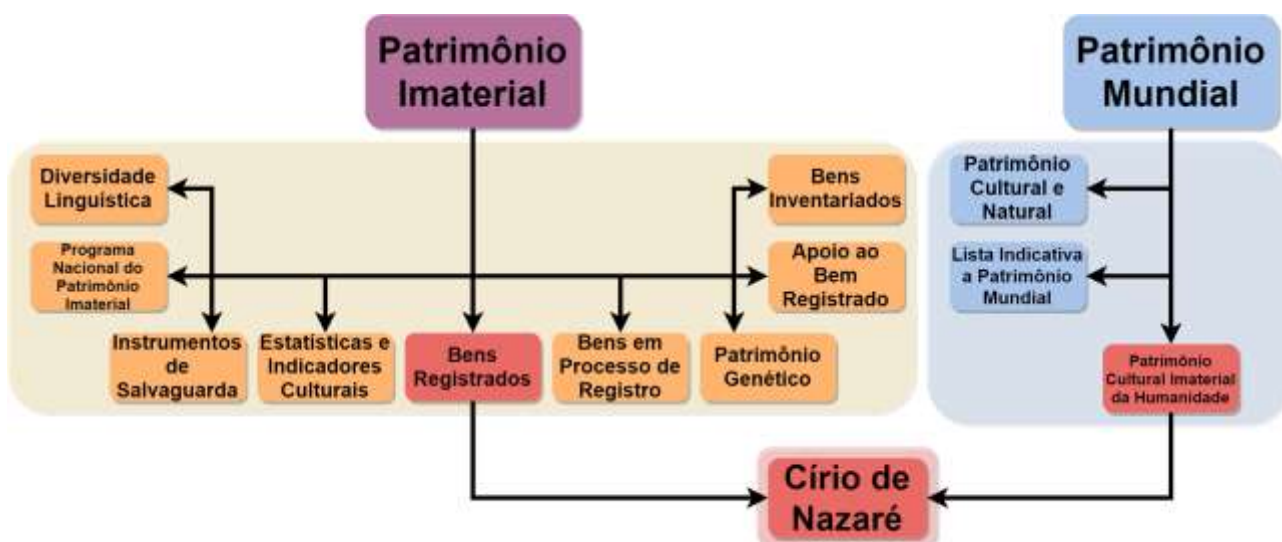 Patrimônio
Imaterial
Patrimônio
Mundial
Diversidade
Linguística
Bens
Inventariados
Patrimônio
Cultural e
Natural
Programa
Nacional do
Patrimônio
Imaterial
Apoio ao
Bem
Registrado
Lista Indicativa
a Patrimônio
Mundial
Instrumentos
de
Salvaguarda
Estatísticas e
Indicadores
Culturais
Bens
Registrados
Bens em
Processo de
Registro
Patrimônio
Genético
Patrimônio
Cultural Imaterial
da Humanidade
Círio de
Nazaré